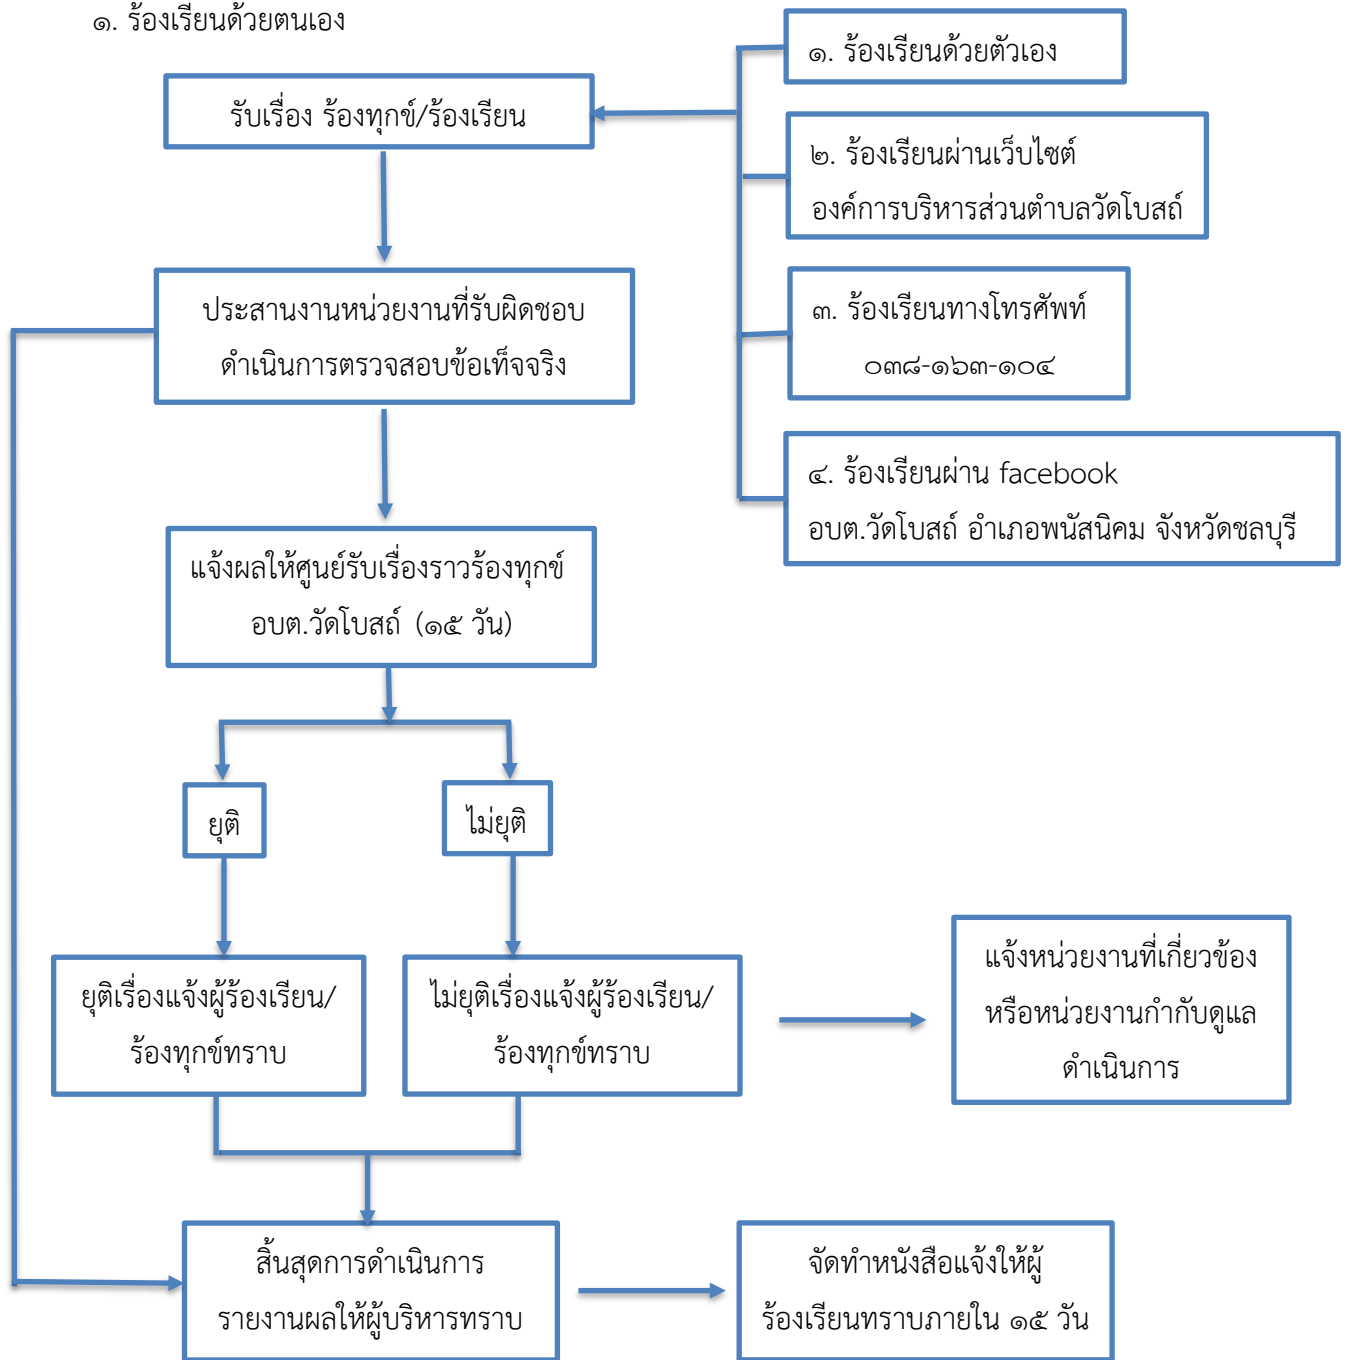 ๑. ร้องเรียนด้วยตนเอง
๑. ร้องเรียนด้วยตัวเอง
รับเรื่อง ร้องทุกข์/ร้องเรียน
๒. ร้องเรียนผ่านเว็บไซต์
องค์การบริหารส่วนตำบลวัดโบสถ์
ประสานงานหน่วยงานที่รับผิดชอบ
ดำเนินการตรวจสอบข้อเท็จจริง
๓. ร้องเรียนทางโทรศัพท์
๐๓๘-๑๖๓-๑๐๔
๔. ร้องเรียนผ่าน facebook
อบต.วัดโบสถ์ อำเภอพนัสนิคม จังหวัดชลบุรี
แจ้งผลให้ศูนย์รับเรื่องราวร้องทุกข์
อบต.วัดโบสถ์ (๑๕ วัน)
ยุติ
ไม่ยุติ
ยุติเรื่องแจ้งผู้ร้องเรียน/
ร้องทุกข์ทราบ
ไม่ยุติเรื่องแจ้งผู้ร้องเรียน/
ร้องทุกข์ทราบ
แจ้งหน่วยงานที่เกี่ยวข้อง
หรือหน่วยงานกำกับดูแล
ดำเนินการ
สิ้นสุดการดำเนินการ
รายงานผลให้ผู้บริหารทราบ
จัดทำหนังสือแจ้งให้ผู้
ร้องเรียนทราบภายใน ๑๕ วัน